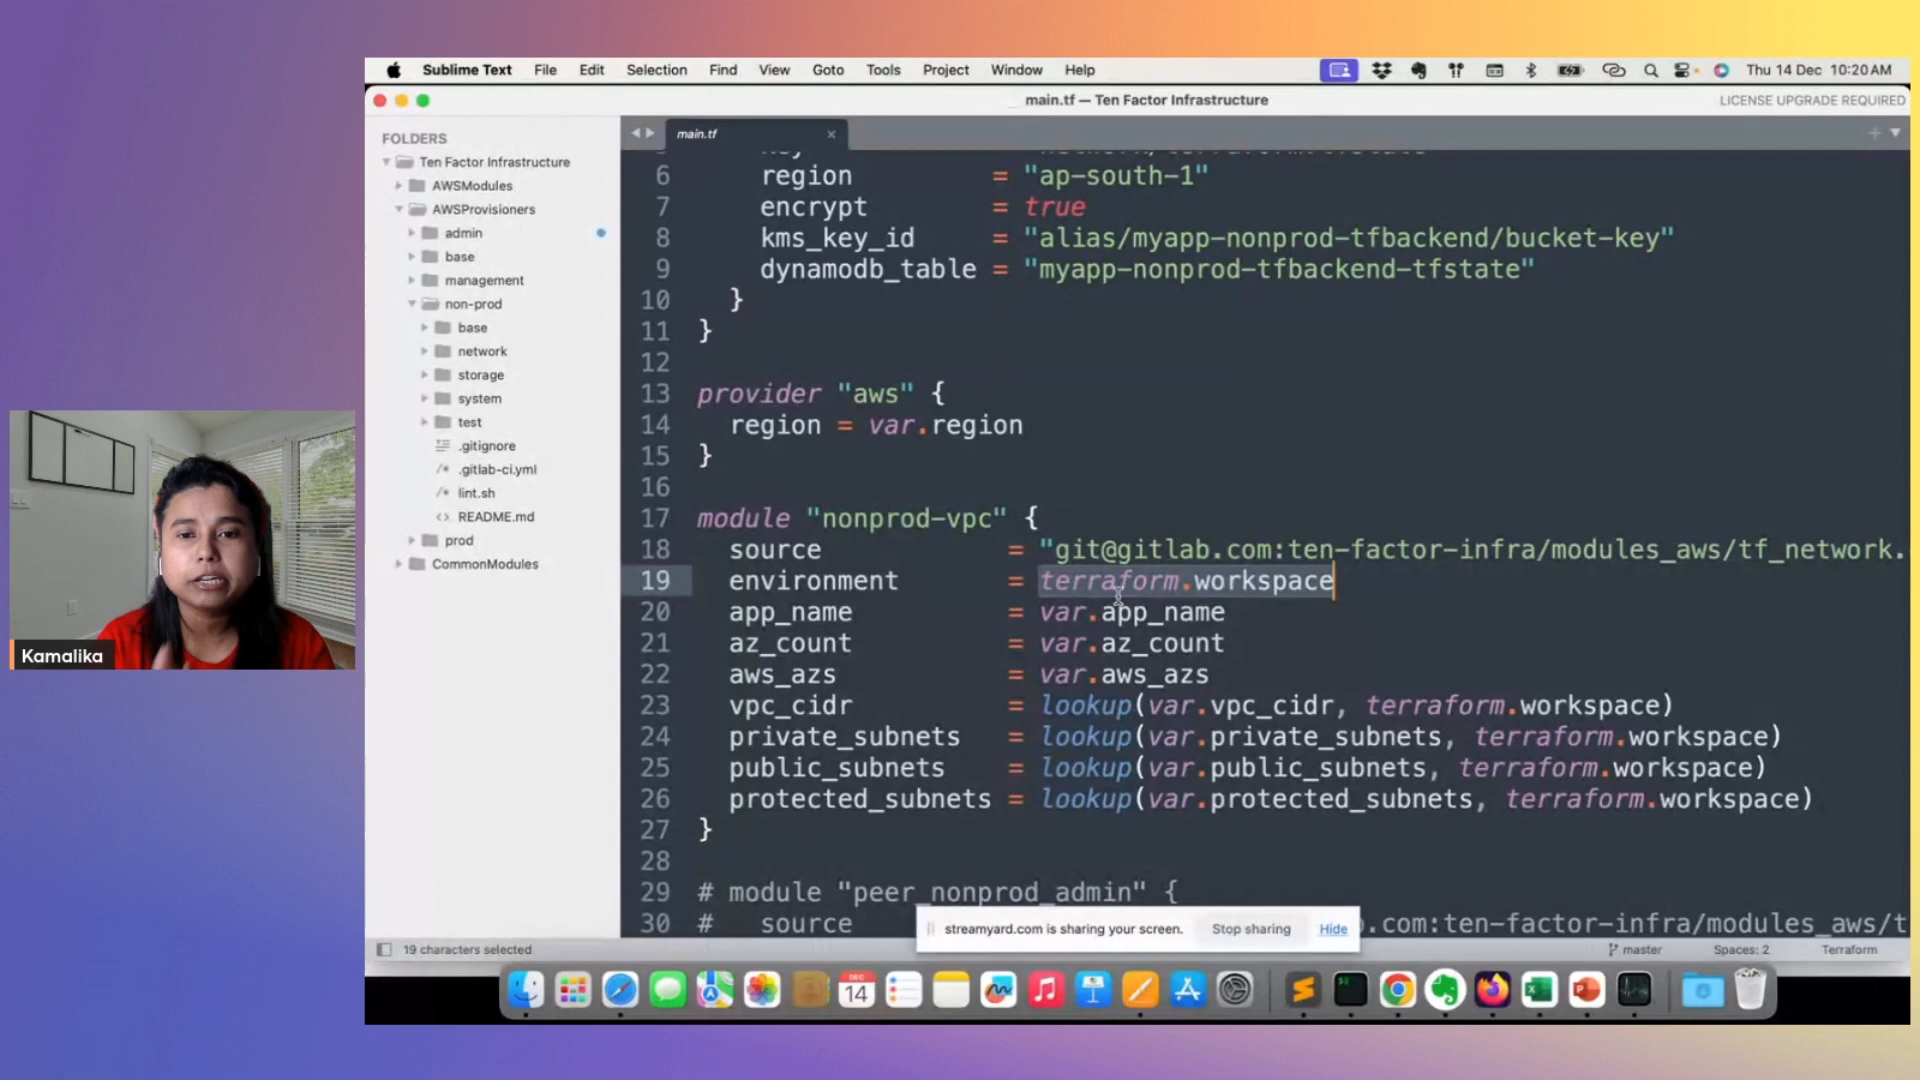 Sublime Text File Edit Selection Find View Goto Tools Project Window Help
Thu 14 Dec 10:20 AM
main.tf — Ten Factor Infrastructure
LICENSE UPGRADE REQUIRED
FOLDERS
Ten Factor Infrastructure
AWSModules
AWSProvisioners
admin
base
management
non-prod
base
network
storage
system
test
.gitignore
/* .gitlab-ci.yml
/* lint.sh
<> README.md
prod
CommonModules
main.tf
6 region = "ap-south-1"
7 encrypt = true
8 kms_key_id = "alias/myapp-nonprod-tfbackend/bucket-key"
9 dynamodb_table = "myapp-nonprod-tfbackend-tfstate"
10 }
11 }
12
13 provider "aws" {
14 region = var.region
15 }
16
17 module "nonprod-vpc" {
18 source = "git@gitlab.com:ten-factor-infra/modules_aws/tf_network.
19 environment = terraform.workspace
20 app_name = var.app_name
21 az_count = var.az_count
22 aws_azs = var.aws_azs
23 vpc_cidr = lookup(var.vpc_cidr, terraform.workspace)
24 private_subnets = lookup(var.private_subnets, terraform.workspace)
25 public_subnets = lookup(var.public_subnets, terraform.workspace)
26 protected_subnets = lookup(var.protected_subnets, terraform.workspace)
27 }
28
29 # module "peer_nonprod_admin" {
30 # source .com:ten-factor-infra/modules_aws/t
streamyard.com is sharing your screen. Stop sharing Hide
19 characters selected
master
Spaces: 2
Terraform
DEC
14
Kamalika